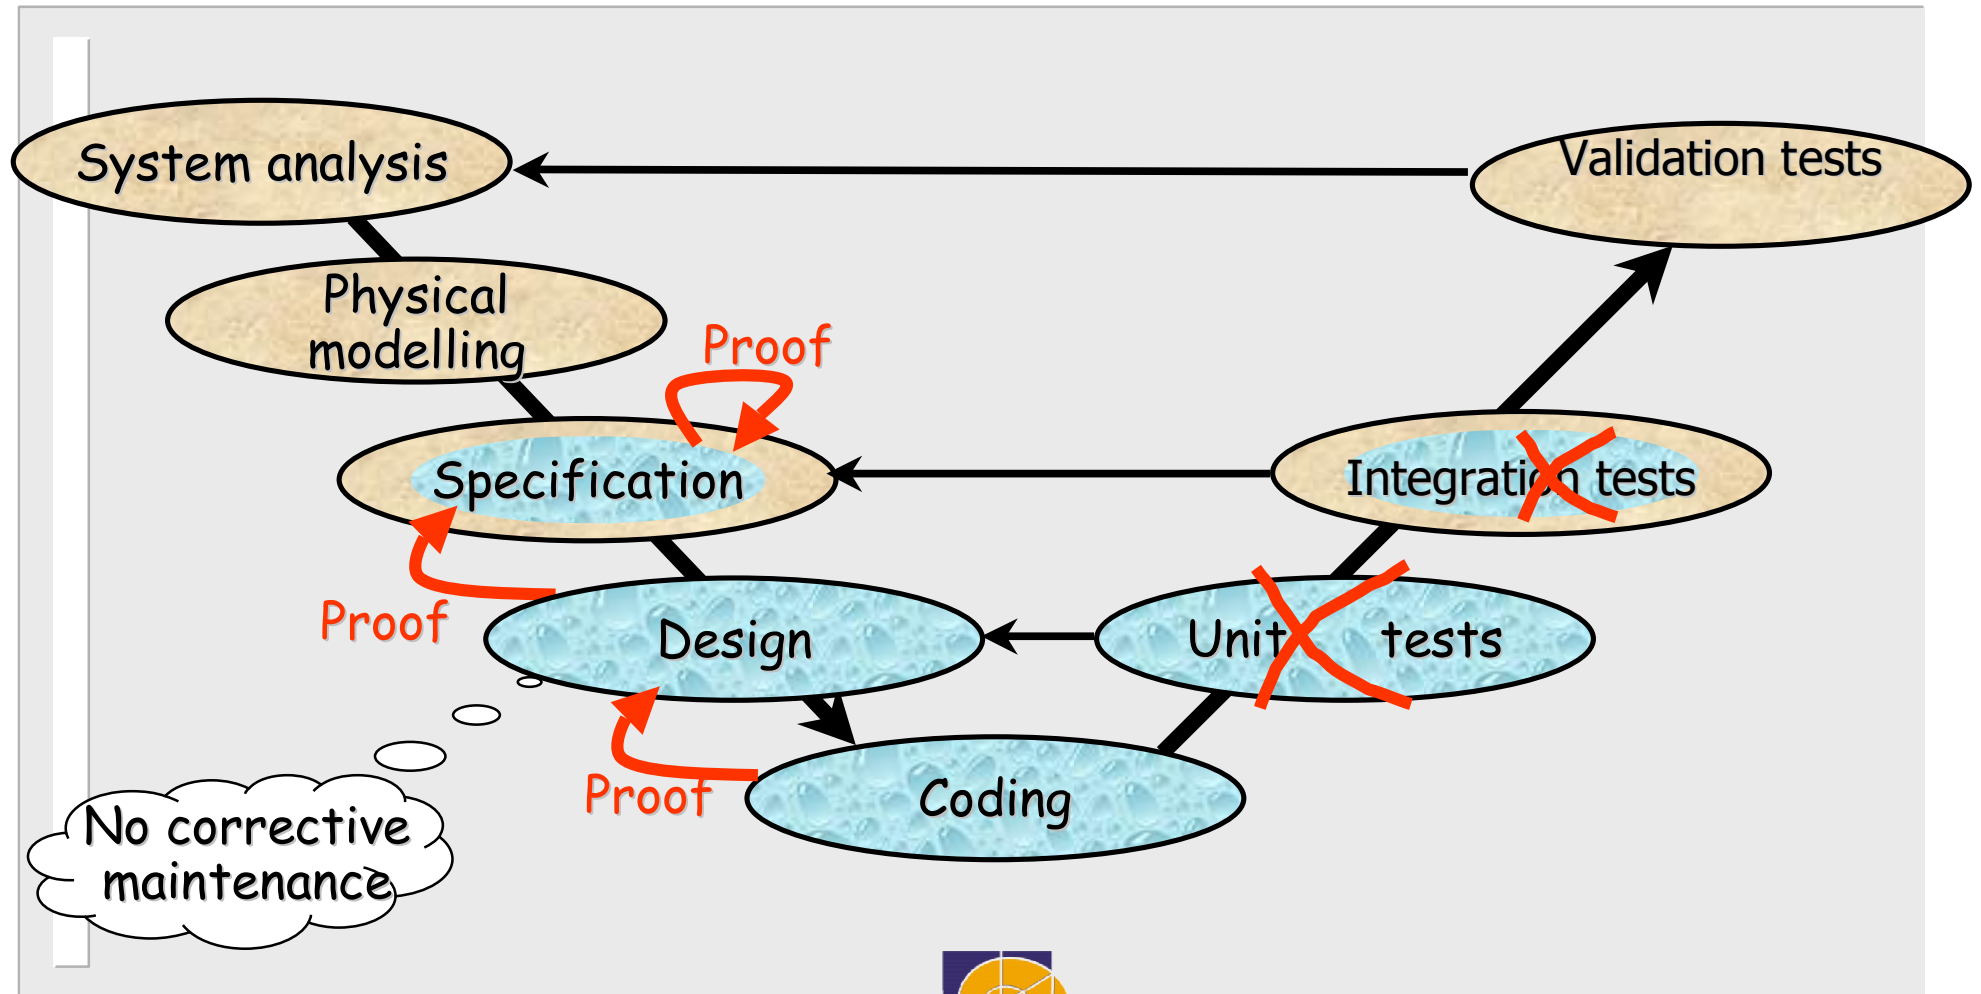 System analysis
Validation tests
Physical
modelling
Proof
Specification
Integration tests
Proof
Design
Unit tests
Proof
Coding
No corrective
maintenance